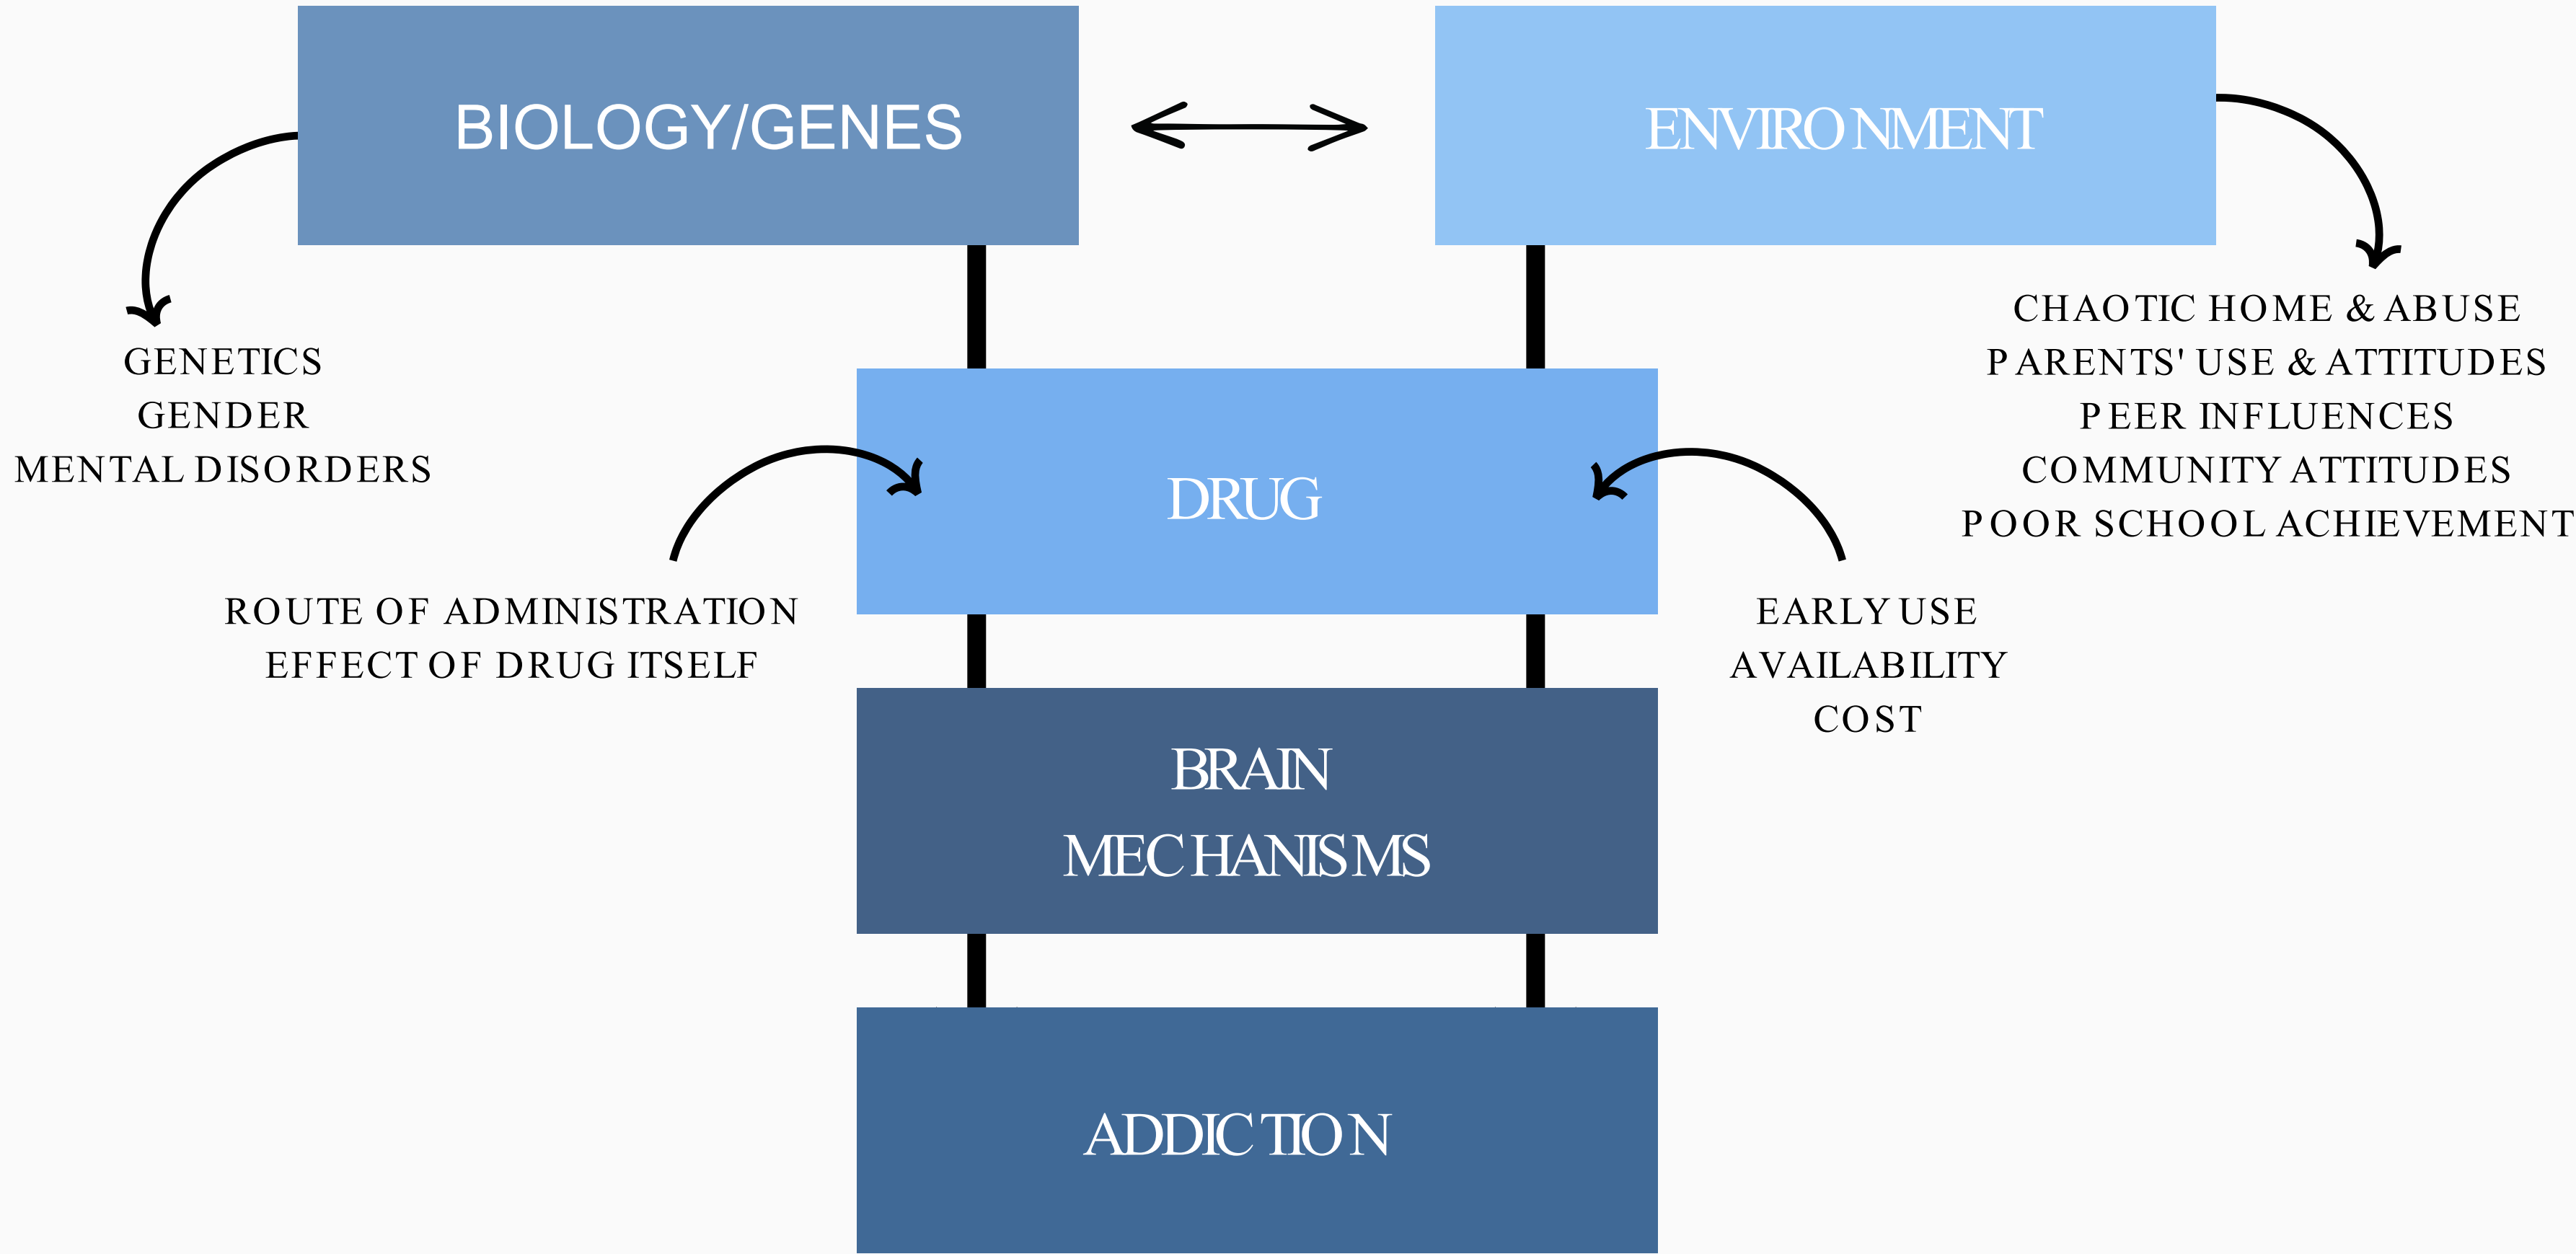 BIOLOGY/GENES
ENVIRONMENT
GENETICS
GENDER
MENTAL DISORDERS
CHAOTIC HOME & ABUSE
PARENTS' USE & ATTITUDES
PEER INFLUENCES
COMMUNITY ATTITUDES
POOR SCHOOL ACHIEVEMENT
DRUG
ROUTE OF ADMINISTRATION
EFFECT OF DRUG ITSELF
EARLY USE
AVAILABILITY
COST
BRAIN
MECHANISMS
ADDICTION